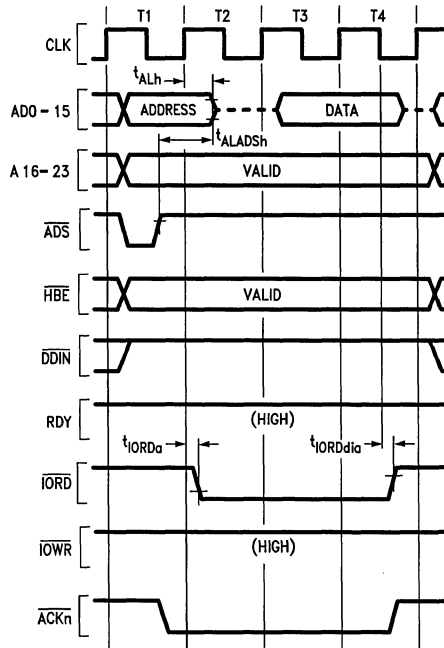 T1 T2 T3 T4
CLK
tALh
AD0-15 ADDRESS DATA
tALADSh
A16-23 VALID
ADS
HBE VALID
DDIN
RDY (HIGH)
tIORDa tIORDdia
IORD
IOWR (HIGH)
ACKn